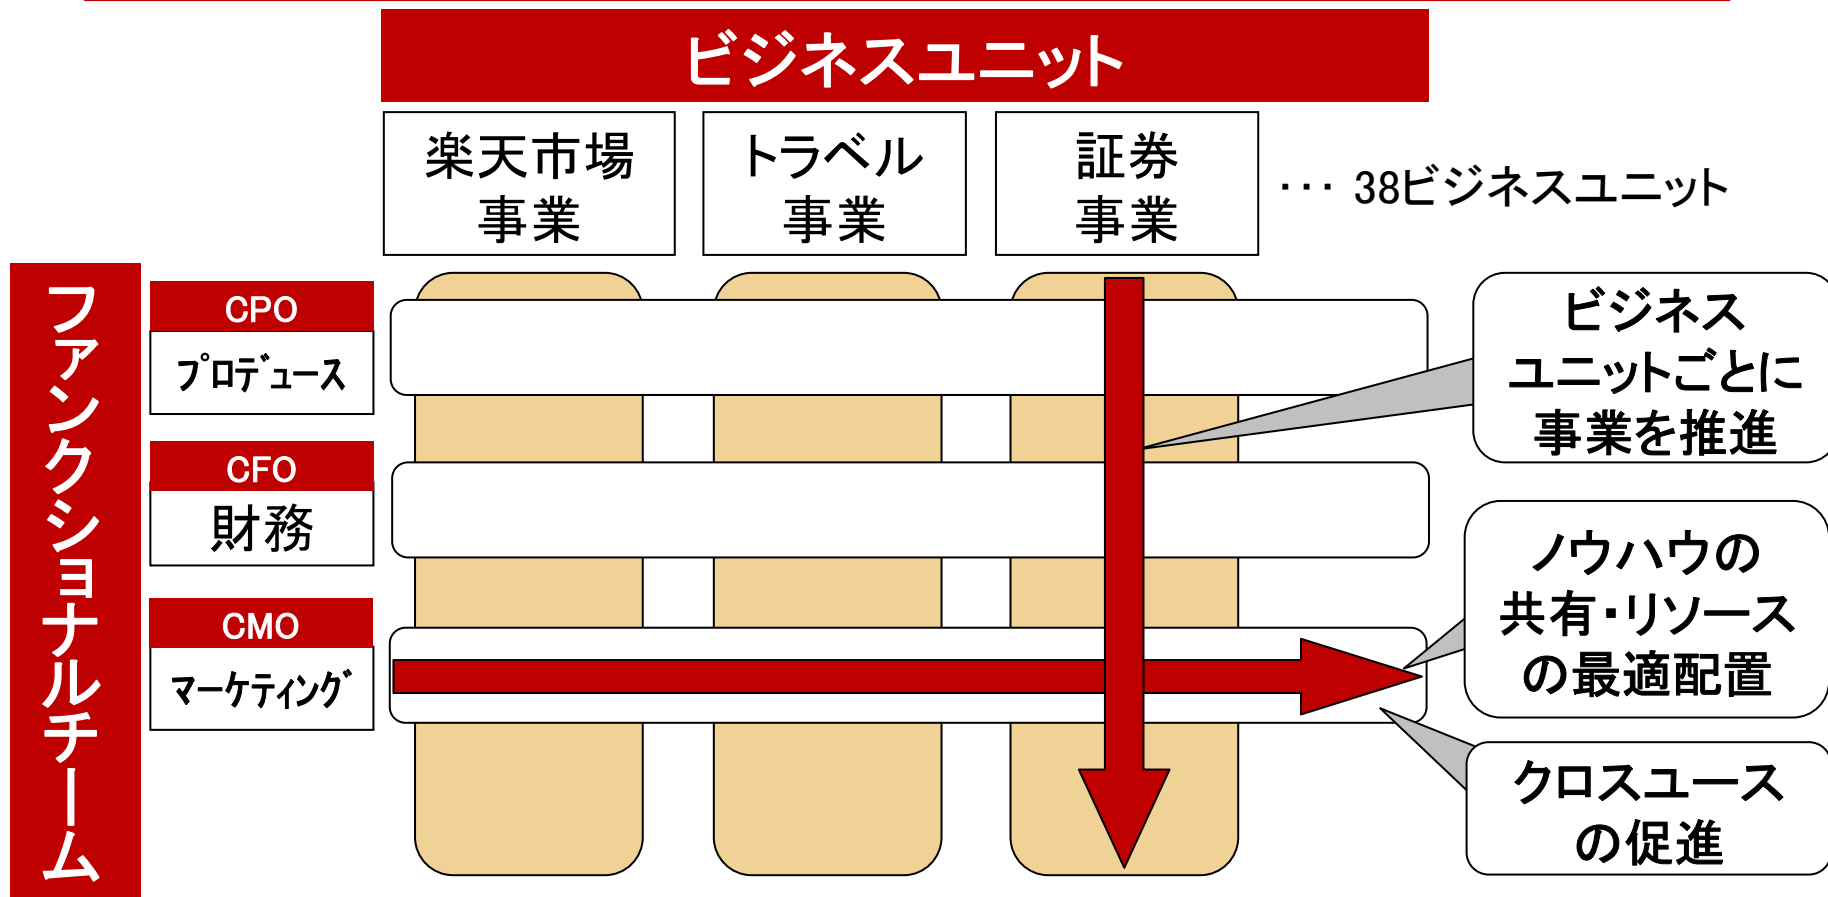 ビジネスユニット
楽天市場
事業
トラベル
事業
証券
事業
･･･ 38ビジネスユニット
ファンクショナルチーム
CPO
プロデュース
CFO
財務
CMO
マーケティング
ビジネス
ユニットごとに
事業を推進
ノウハウの
共有・リソース
の最適配置
クロスユース
の促進